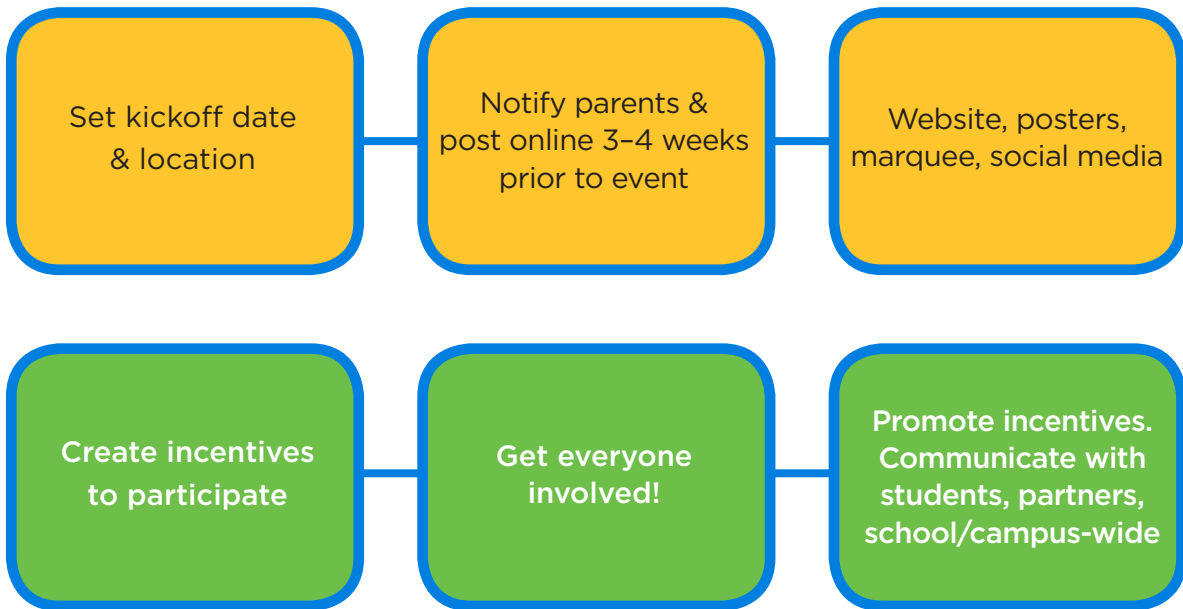 Set kickoff date
& location
Notify parents &
post online 3–4 weeks
prior to event
Website, posters,
marquee, social media
Create incentives
to participate
Get everyone
involved!
Promote incentives.
Communicate with
students, partners,
school/campus-wide